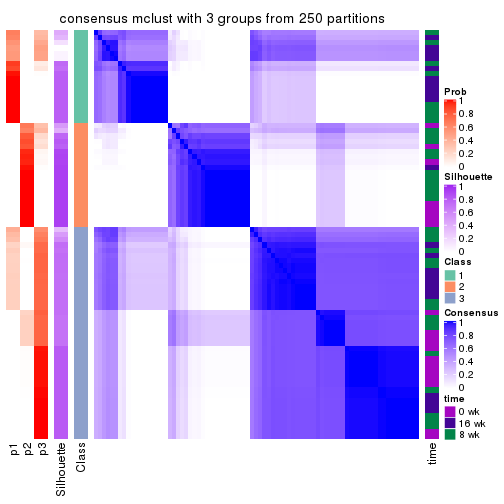 consensus mclust with 3 groups from 250 partitions
p1
p2
p3
Silhouette
Class
time
Prob
1
0.8
0.6
0.4
0.2
0
Silhouette
1
0.8
0.6
0.4
0.2
0
Class
1
2
3
Consensus
1
0.8
0.6
0.4
0.2
0
time
0 wk
16 wk
8 wk